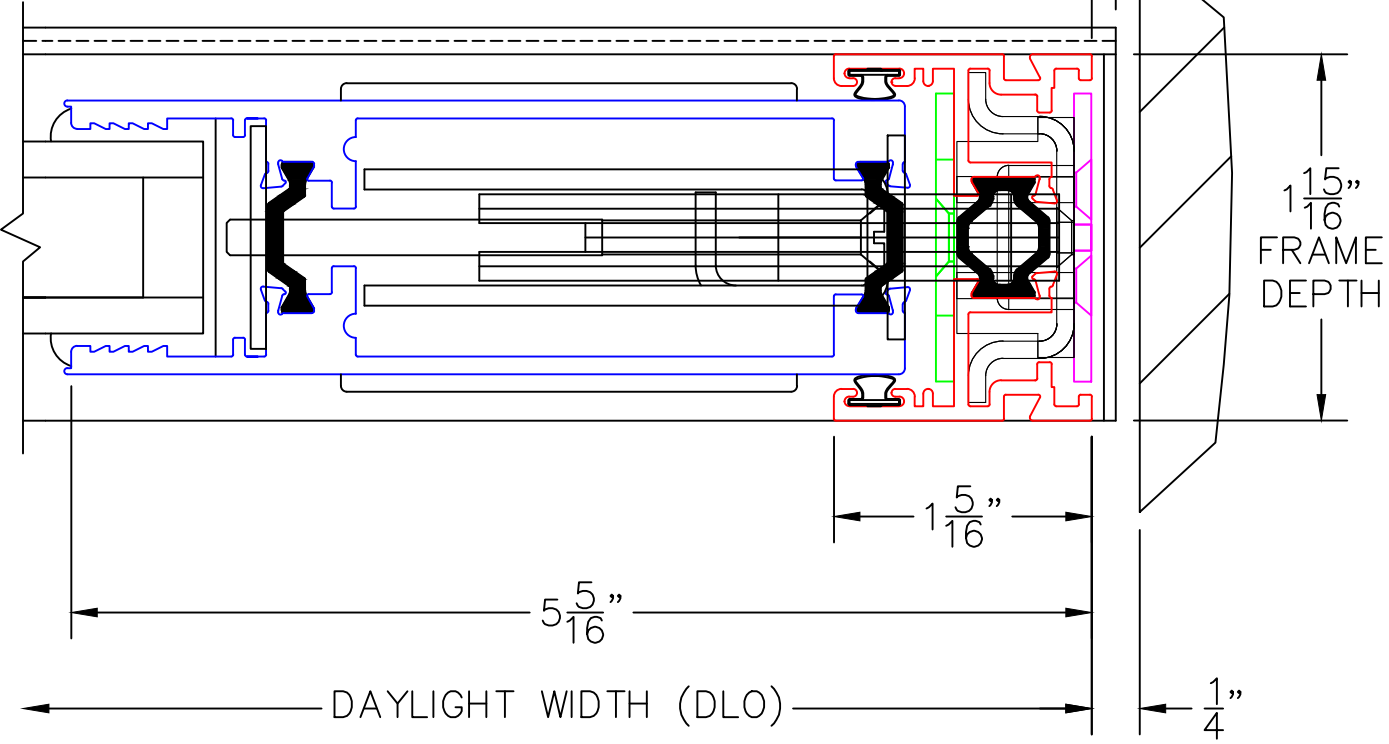 1 15/16”
FRAME
DEPTH
1 5/16”
5 5/16”
DAYLIGHT WIDTH (DLO)
1/4”